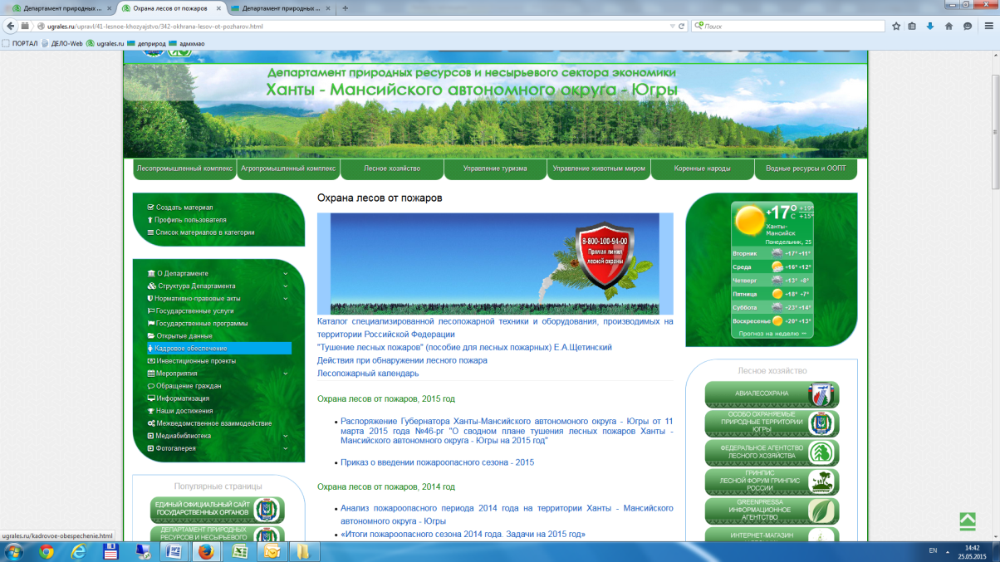 Департамент природных ...
Охрана лесов от пожаров
Департамент природных ...
ugrales.ru/upravl/41-lesnoe-khozyajstvo/342-okhrana-lesov-ot-pozharov.html
Поиск
ПОРТАЛ
ДЕЛО-Web
ugrales.ru
деприрод
адмхмао
Департамент природных ресурсов и несырьевого сектора экономики
Ханты - Мансийского автономного округа - Югры
Лесопромышленный комплекс
Агропромышленный комплекс
Лесное хозяйство
Управление туризма
Управление животным миром
Коренные народы
Водные ресурсы и ООПТ
Создать материал
Профиль пользователя
Список материалов в категории
О Департаменте
Структура Департамента
Нормативно-правовые акты
Государственные услуги
Государственные программы
Открытые данные
Кадровое обеспечение
Инвестиционные проекты
Мероприятия
Обращение граждан
Информатизация
Наши достижения
Межведомственное взаимодействие
Медиабиблиотека
Фотогалерея
Популярные страницы
ЕДИНЫЙ ОФИЦИАЛЬНЫЙ САЙТ
ГОСУДАРСТВЕННЫХ ОРГАНОВ
ДЕПАРТАМЕНТ ПРИРОДНЫХ
РЕСУРСОВ И НЕСЫРЬЕВОГО
Охрана лесов от пожаров
8-800-100-94-00
Прямая линия
лесной охраны
Каталог специализированной лесопожарной техники и оборудования, производимых на
территории Российской Федерации
"Тушение лесных пожаров" (пособие для лесных пожарных) Е.А.Щетинский
Действия при обнаружении лесного пожара
Лесопожарный календарь
Охрана лесов от пожаров, 2015 год
Распоряжение Губернатора Ханты-Мансийского автономоного округа - Югры от 11
марта 2015 года №46-рг "О сводном плане тушения лесных пожаров Ханты -
Мансийского автономного округа - Югры на 2015 год"
Приказ о введении пожароопасного сезона - 2015
Охрана лесов от пожаров, 2014 год
Анализ пожароопасного периода 2014 года на территории Ханты - Мансийского
автономного округа - Югры
«Итоги пожароопасного сезона 2014 года. Задачи на 2015 год»
+17° C +19° +15°
Ханты-
Мансийск
Понедельник, 25
Вторник +17° +11°
Среда +16° +12°
Четверг +13° +8°
Пятница +18° +7°
Суббота +23° +14°
Воскресенье +20° +13°
Прогноз на неделю
Лесное хозяйство
АВИАЛЕСОХРАНА
ОСОБО ОХРАНЯЕМЫЕ
ПРИРОДНЫЕ ТЕРРИТОРИИ
ЮГРЫ
ФЕДЕРАЛЬНОЕ АГЕНТСТВО
ЛЕСНОГО ХОЗЯЙСТВА
ГРИНПИС
ЛЕСНОЙ ФОРУМ ГРИНПИС
РОССИИ
GREENPRESSA
ИНФОРМАЦИОННОЕ
АГЕНТСТВО
ИНТЕРНЕТ-МАГАЗИН
ugrales.ru/kadrovoe-obespechenie.html
EN
14:42
25.05.2015